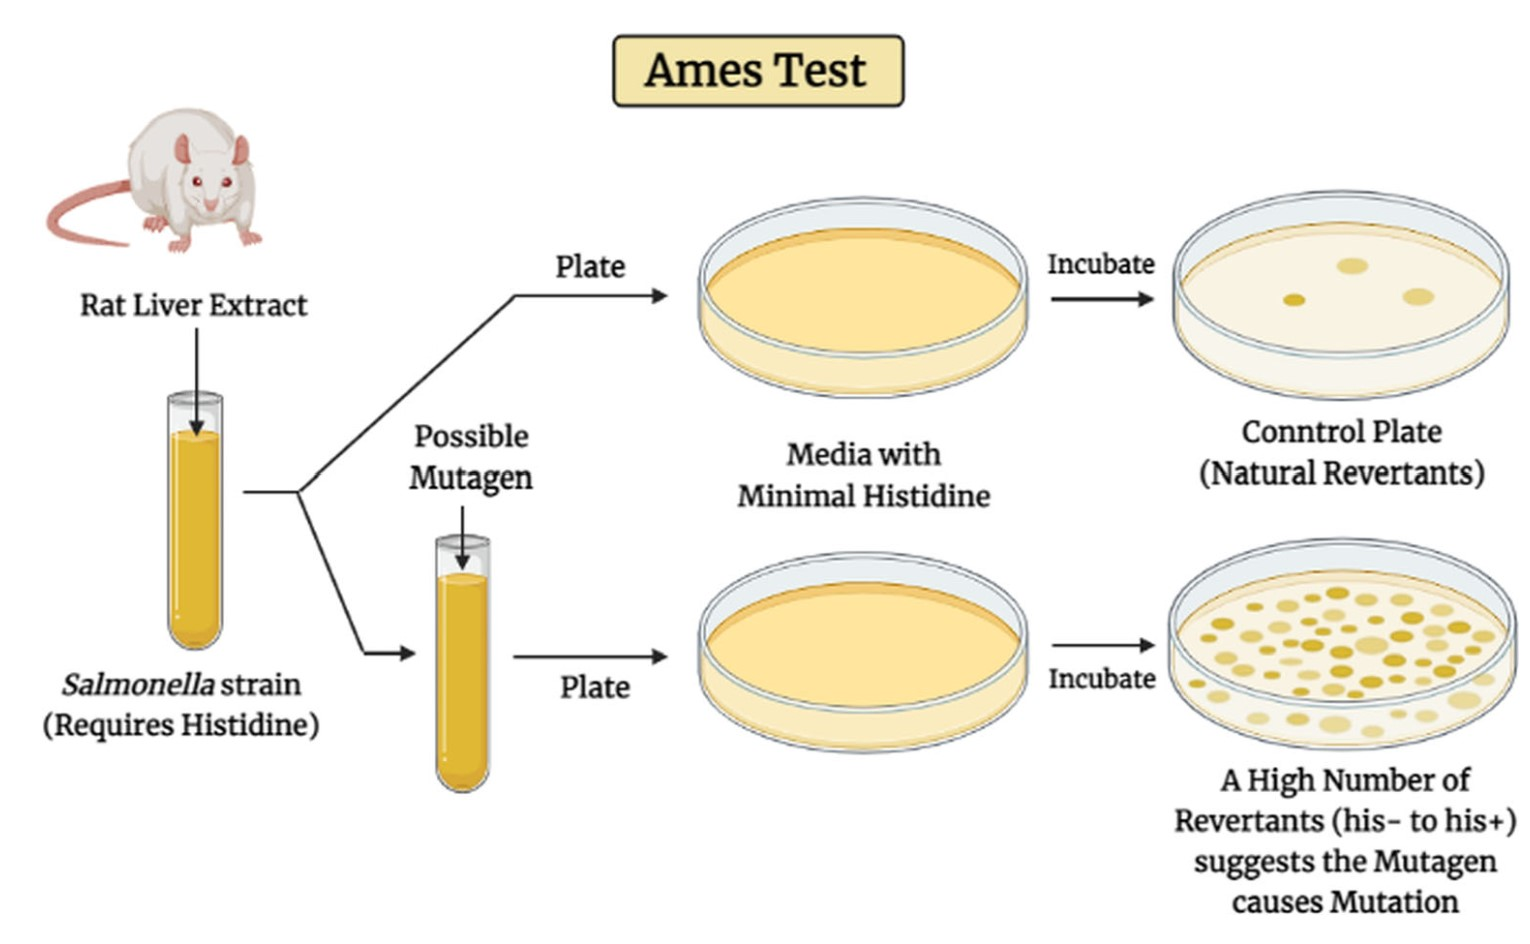 Ames Test
Rat Liver Extract
Salmonella strain
(Requires Histidine)
Possible
Mutagen
Plate
Plate
Media with
Minimal Histidine
Incubate
Incubate
Conntrol Plate
(Natural Revertants)
A High Number of
Revertants (his- to his+)
suggests the Mutagen
causes Mutation